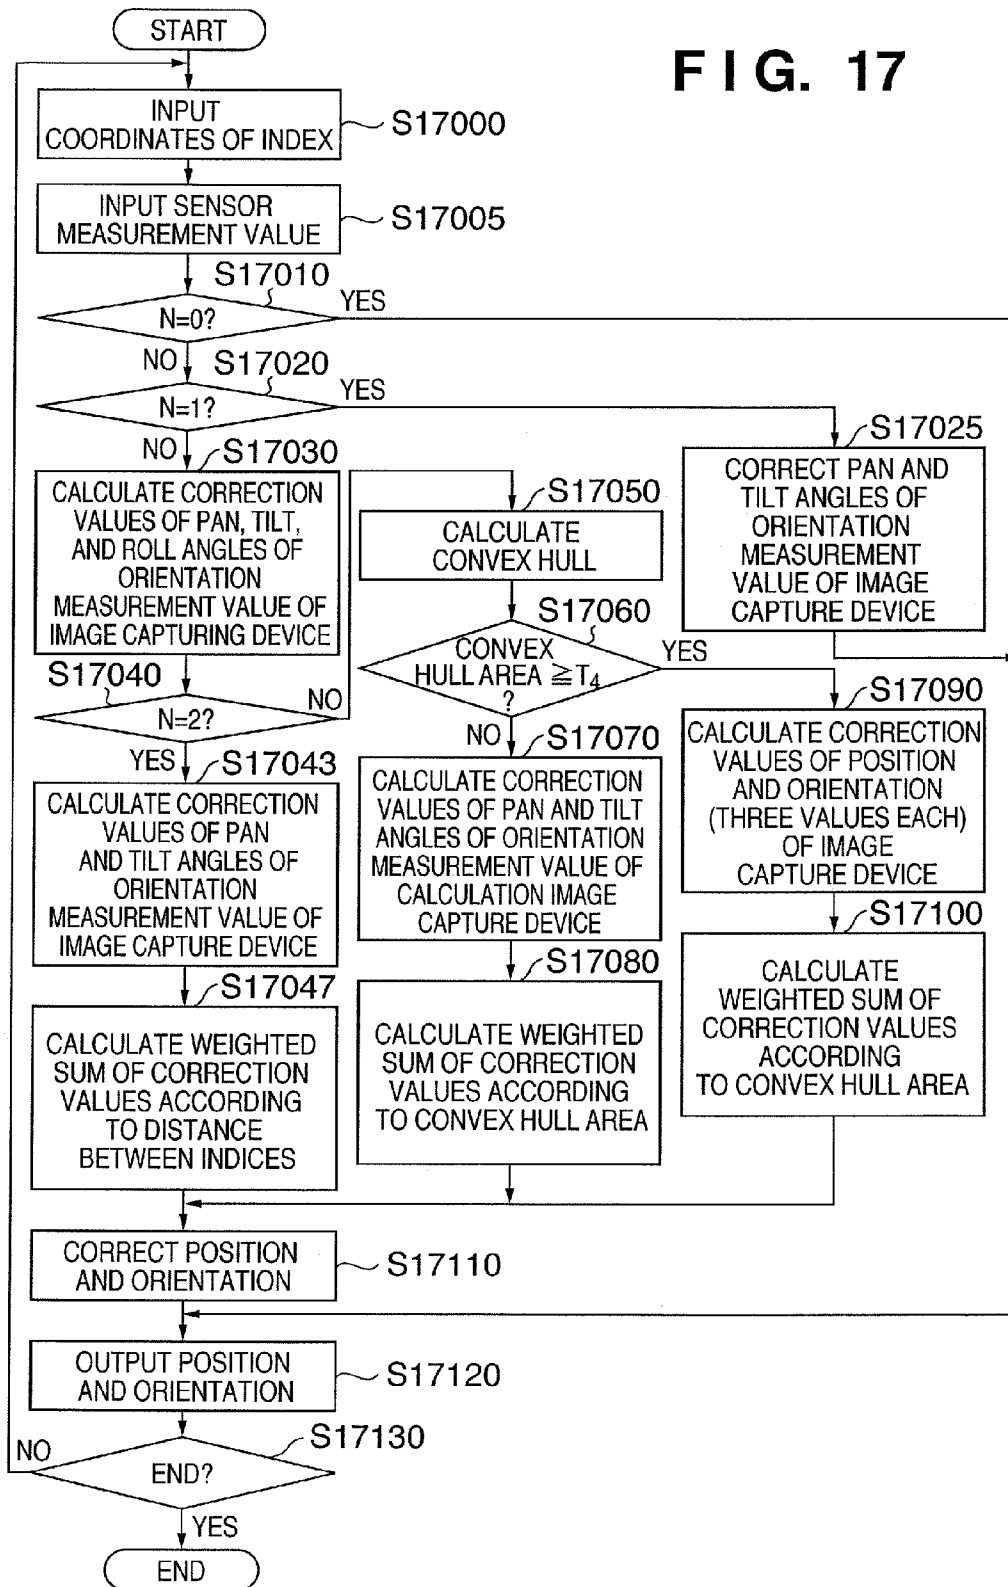 START
FIG. 17
INPUT
COORDINATES OF INDEX
S17000
INPUT SENSOR
MEASUREMENT VALUE
S17005
S17010
N=0?
YES
NO
S17020
N=1?
YES
NO
S17030
CALCULATE CORRECTION
VALUES OF PAN, TILT,
AND ROLL ANGLES OF
ORIENTATION
MEASUREMENT VALUE OF
IMAGE CAPTURING DEVICE
S17025
CORRECT PAN AND
TILT ANGLES OF
ORIENTATION
MEASUREMENT
VALUE OF IMAGE
CAPTURE DEVICE
S17050
CALCULATE
CONVEX HULL
S17060
CONVEX
HULL AREA ≧T4
?
YES
NO
S17040
N=2?
NO
YES
S17043
CALCULATE CORRECTION
VALUES OF PAN
AND TILT ANGLES OF
ORIENTATION
MEASUREMENT VALUE OF
IMAGE CAPTURE DEVICE
S17070
CALCULATE CORRECTION
VALUES OF PAN AND TILT
ANGLES OF ORIENTATION
MEASUREMENT VALUE OF
CALCULATION IMAGE
CAPTURE DEVICE
S17090
CALCULATE CORRECTION
VALUES OF POSITION
AND ORIENTATION
(THREE VALUES EACH)
OF IMAGE
CAPTURE DEVICE
S17047
CALCULATE WEIGHTED
SUM OF CORRECTION
VALUES ACCORDING
TO DISTANCE
BETWEEN INDICES
S17080
CALCULATE WEIGHTED
SUM OF CORRECTION
VALUES ACCORDING
TO CONVEX HULL AREA
S17100
CALCULATE
WEIGHTED SUM OF
CORRECTION VALUES
ACCORDING
TO CONVEX HULL AREA
CORRECT POSITION
AND ORIENTATION
S17110
OUTPUT POSITION
AND ORIENTATION
S17120
S17130
END?
NO
YES
END